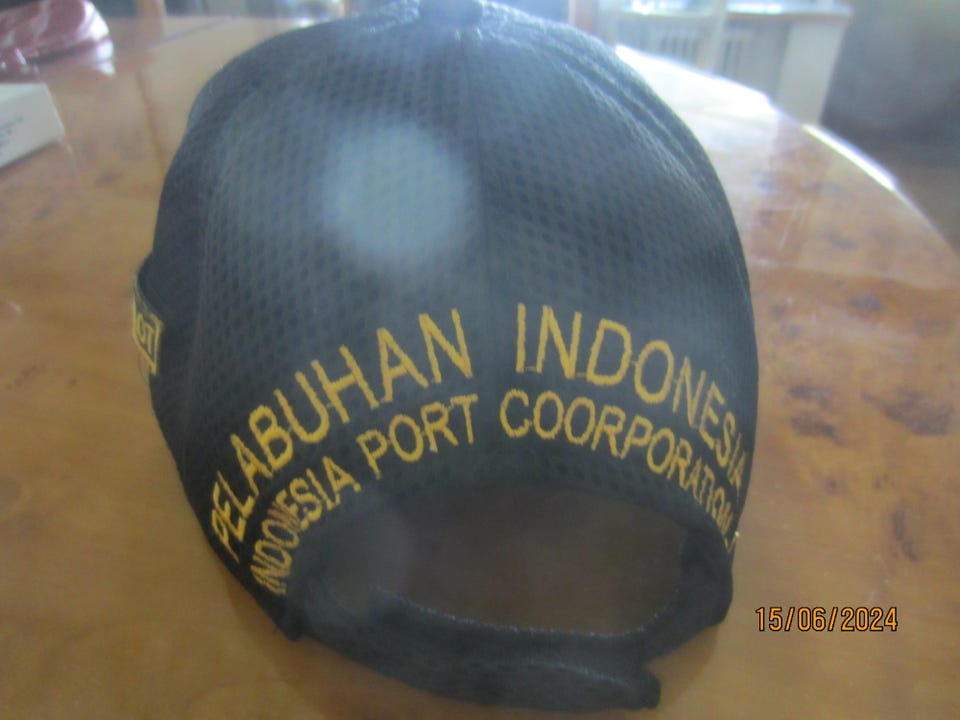 PELABUHAN INDONESIA
INDONESIA PORT COORPORATION
15/06/2024